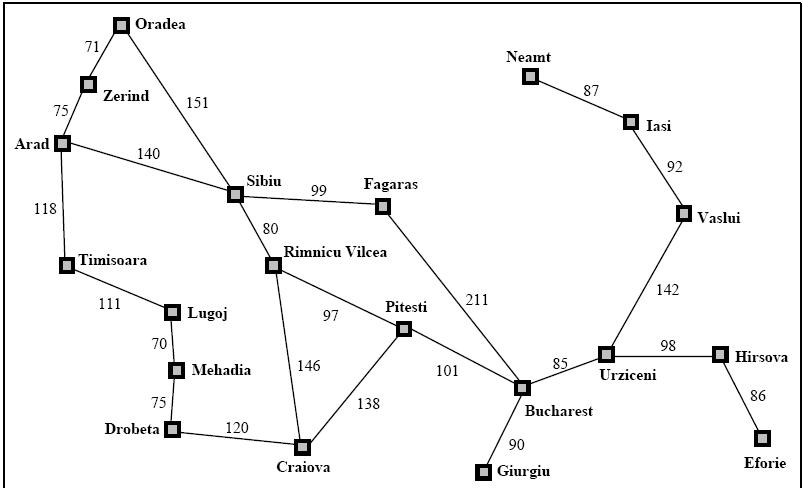 Oradea
71
Neamt
87
Zerind
151
75
Iasi
Arad
140
92
Sibiu
99
Fagaras
118
80
Vaslui
Timisoara
Rimnicu Vilcea
142
111
Lugoj
97
Pitesti
211
70
98
Hirsova
146
101
85
Mehadia
Urziceni
75
138
86
Bucharest
Drobeta
120
90
Craiova
Giurgiu
Eforie